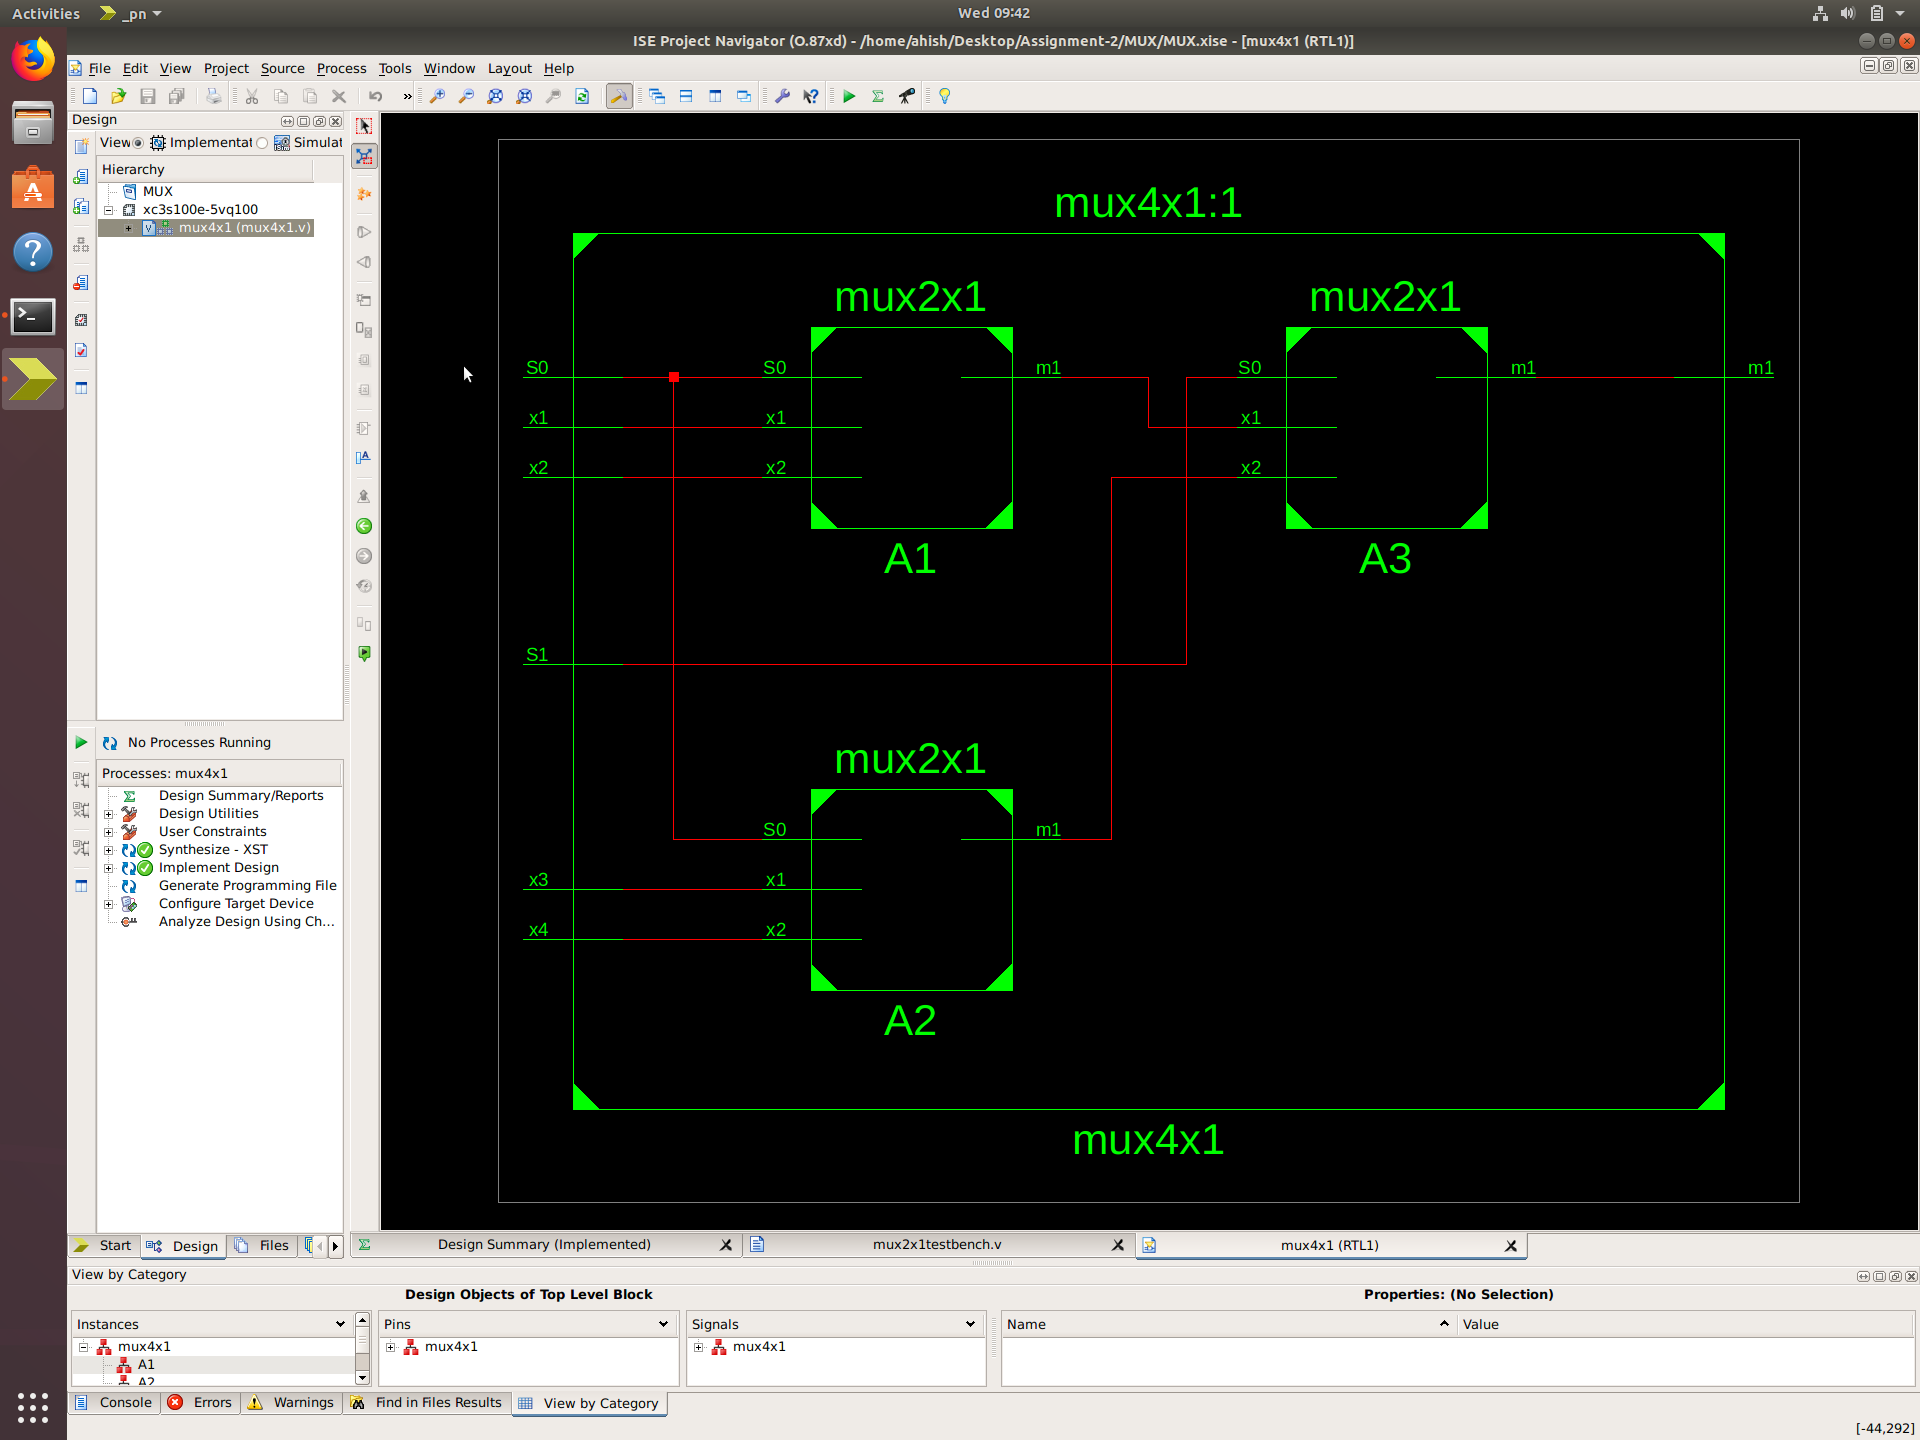 Activities
_pn
Wed 09:42
ISE Project Navigator (O.87xd) - /home/ahish/Desktop/Assignment-2/MUX/MUX.xise - [mux4x1 (RTL1)]
File Edit View Project Source Process Tools Window Layout Help
Design
View
Implementat
Simulat
Hierarchy
MUX
xc3s100e-5vq100
mux4x1 (mux4x1.v)
No Processes Running
Processes: mux4x1
Design Summary/Reports
Design Utilities
User Constraints
Synthesize - XST
Implement Design
Generate Programming File
Configure Target Device
Analyze Design Using Ch...
Start
Design
Files
mux4x1:1
mux2x1
mux2x1
S0 S0 m1 S0 m1 m1
x1 x1 x1
x2 x2 x2
A1
A3
S1
mux2x1
S0 m1
x3 x1
x4 x2
A2
mux4x1
Design Summary (Implemented)
mux2x1testbench.v
mux4x1 (RTL1)
View by Category
Design Objects of Top Level Block
Properties: (No Selection)
Instances
Pins
Signals
Name
Value
mux4x1
mux4x1
mux4x1
A1
A2
Console
Errors
Warnings
Find in Files Results
View by Category
[-44,292]